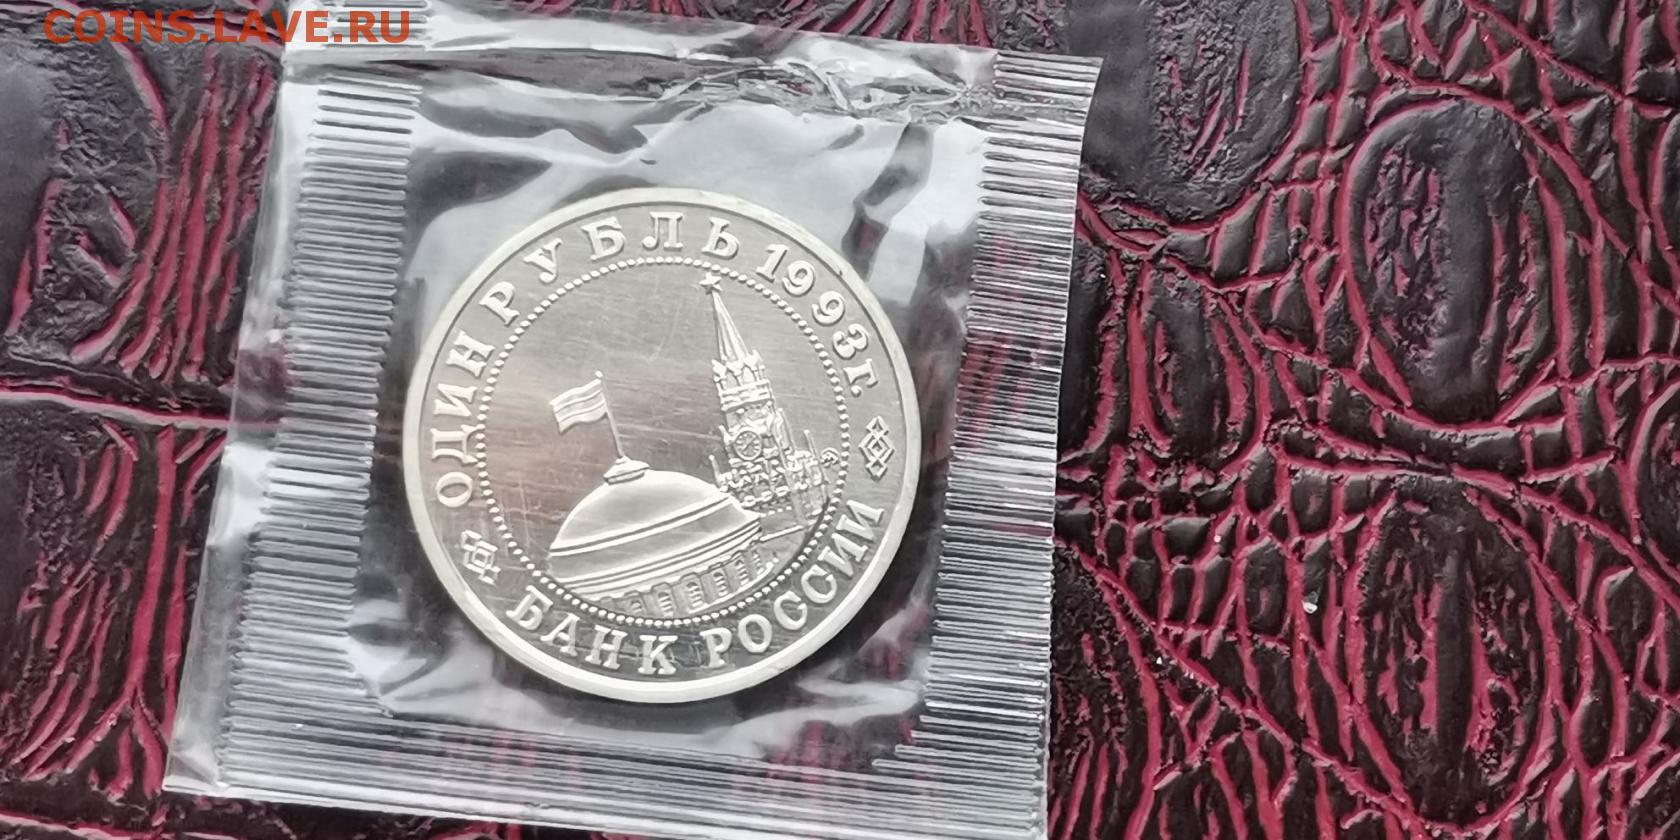 COINS.LAVE.RU
ОДИН РУБЛЬ 1993г.
БАНК РОССИИ